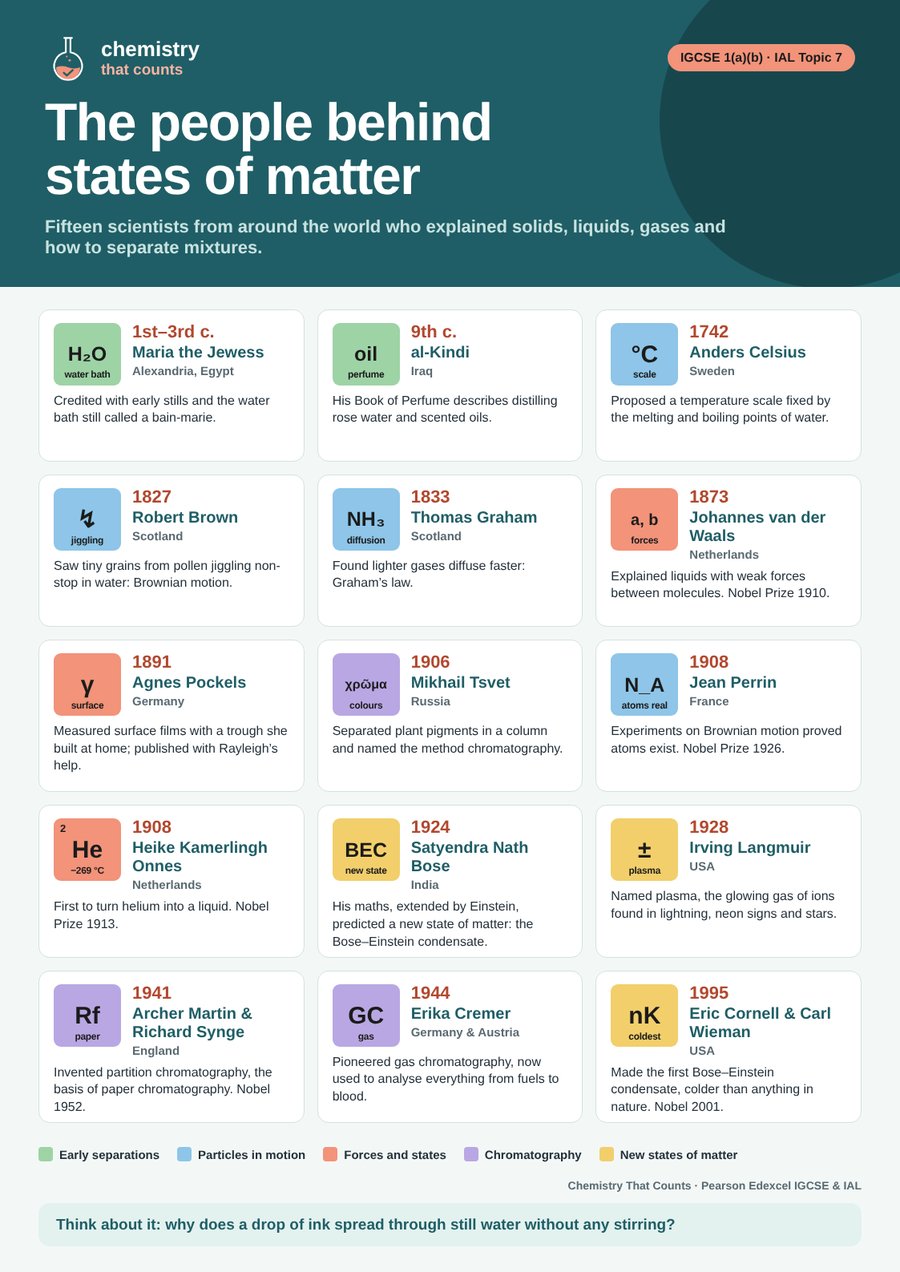 chemistry
that counts
IGCSE 1(a)(b) · IAL Topic 7
The people behind
states of matter
Fifteen scientists from around the world who explained solids, liquids, gases and
how to separate mixtures.
H₂O
water bath
1st–3rd c.
Maria the Jewess
Alexandria, Egypt
Credited with early stills and the water
bath still called a bain-marie.
oil
perfume
9th c.
al-Kindi
Iraq
His Book of Perfume describes distilling
rose water and scented oils.
°C
scale
1742
Anders Celsius
Sweden
Proposed a temperature scale fixed by
the melting and boiling points of water.
↯
jiggling
1827
Robert Brown
Scotland
Saw tiny grains from pollen jiggling non-
stop in water: Brownian motion.
NH₃
diffusion
1833
Thomas Graham
Scotland
Found lighter gases diffuse faster:
Graham’s law.
a, b
forces
1873
Johannes van der
Waals
Netherlands
Explained liquids with weak forces
between molecules. Nobel Prize 1910.
γ
surface
1891
Agnes Pockels
Germany
Measured surface films with a trough she
built at home; published with Rayleigh’s
help.
χρῶμα
colours
1906
Mikhail Tsvet
Russia
Separated plant pigments in a column
and named the method chromatography.
N_A
atoms real
1908
Jean Perrin
France
Experiments on Brownian motion proved
atoms exist. Nobel Prize 1926.
2
He
−269 °C
1908
Heike Kamerlingh
Onnes
Netherlands
First to turn helium into a liquid. Nobel
Prize 1913.
BEC
new state
1924
Satyendra Nath
Bose
India
His maths, extended by Einstein,
predicted a new state of matter: the
Bose–Einstein condensate.
±
plasma
1928
Irving Langmuir
USA
Named plasma, the glowing gas of ions
found in lightning, neon signs and stars.
Rf
paper
1941
Archer Martin &
Richard Synge
England
Invented partition chromatography, the
basis of paper chromatography. Nobel
1952.
GC
gas
1944
Erika Cremer
Germany & Austria
Pioneered gas chromatography, now
used to analyse everything from fuels to
blood.
nK
coldest
1995
Eric Cornell & Carl
Wieman
USA
Made the first Bose–Einstein
condensate, colder than anything in
nature. Nobel 2001.
Early separations
Particles in motion
Forces and states
Chromatography
New states of matter
Chemistry That Counts · Pearson Edexcel IGCSE & IAL
Think about it: why does a drop of ink spread through still water without any stirring?